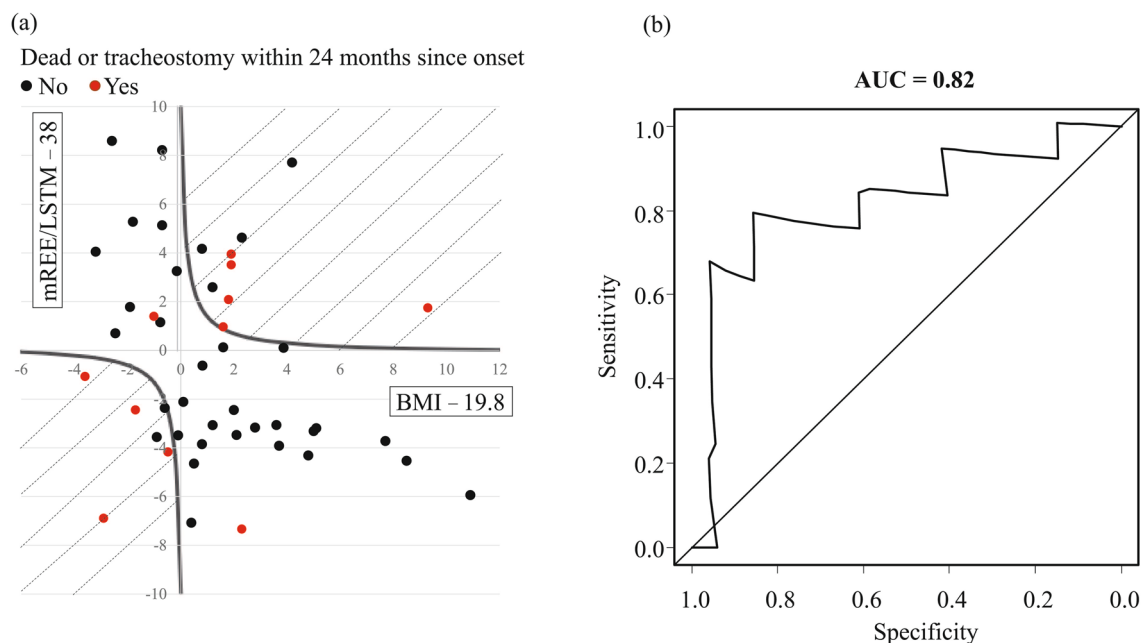 (a)
Dead or tracheostomy within 24 months since onset
No Yes
mREE/LSTM – 38
10
8
6
4
2
0
-6 -4 -2 0 2 4 6 8 10 12
BMI – 19.8
-2
-4
-6
-8
-10
(b)
AUC = 0.82
Sensitivity
1.0
0.8
0.6
0.4
0.2
0.0
1.0 0.8 0.6 0.4 0.2 0.0
Specificity